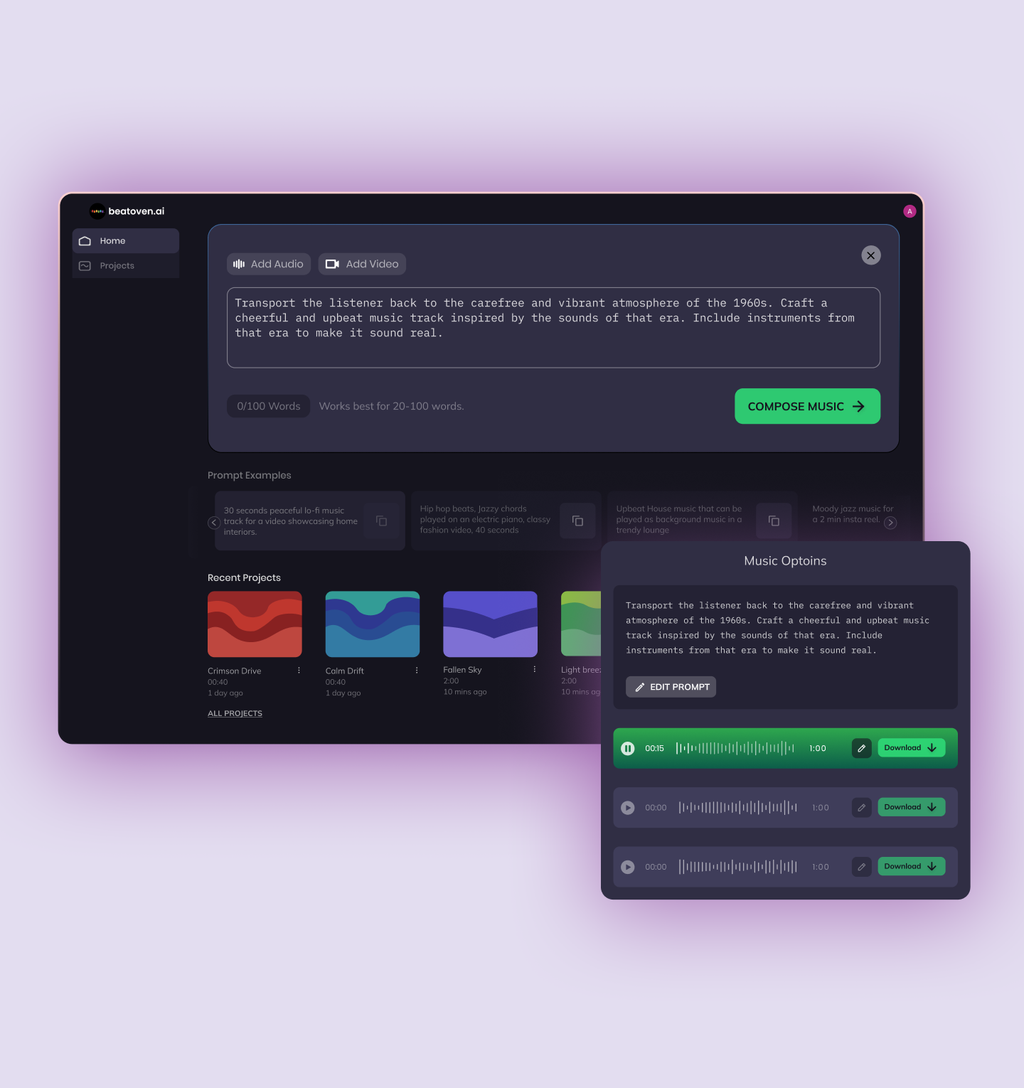 beatoven.ai
A
Home
Projects
Add Audio
Add Video
Transport the listener back to the carefree and vibrant atmosphere of the 1960s. Craft a
cheerful and upbeat music track inspired by the sounds of that era. Include instruments from
that era to make it sound real.
0/100 Words
Works best for 20-100 words.
COMPOSE MUSIC
Prompt Examples
30 seconds peaceful lo-fi music
track for a video showcasing home
interiors.
Hip hop beats, Jazzy chords
played on an electric piano, classy
fashion video, 40 seconds
Upbeat House music that can be
played as background music in a
trendy lounge
Moody jazz music for
a 2 min insta reel.
Recent Projects
Crimson Drive
00:40
1 day ago
Calm Drift
00:40
1 day ago
Fallen Sky
2:00
10 mins ago
Light breez
2:00
10 mins ag
ALL PROJECTS
Music Optoins
Transport the listener back to the carefree and vibrant
atmosphere of the 1960s. Craft a cheerful and upbeat music
track inspired by the sounds of that era. Include
instruments from that era to make it sound real.
EDIT PROMPT
00:15
1:00
Download
00:00
1:00
Download
00:00
1:00
Download